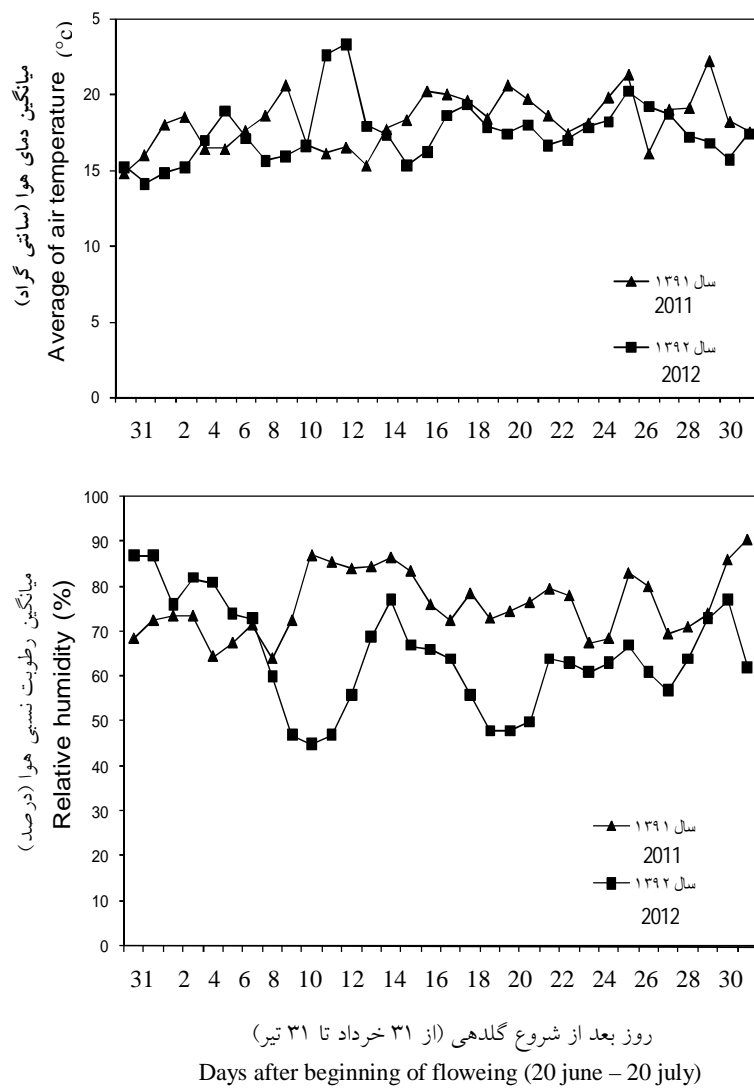 میانگین دمای هوا (سانتی گراد)
Average of air temperature (°c)
5
20
15
10
5
0
سال ۱۳۹۱
2011
سال ۱۳۹۲
2012
31 2 4 6 8 10 12 14 16 18 20 22 24 26 28 30
میانگین رطوبت نسبی هوا (درصد)
Relative humidity (%)
100
90
80
70
60
50
40
30
20
10
0
سال ۱۳۹۱
2011
سال ۱۳۹۲
2012
31 2 4 6 8 10 12 14 16 18 20 22 24 26 28 30
روز بعد از شروع گلدهی (از ۳۱ خرداد تا ۳۱ تیر)
Days after beginning of floweing (20 june – 20 july)